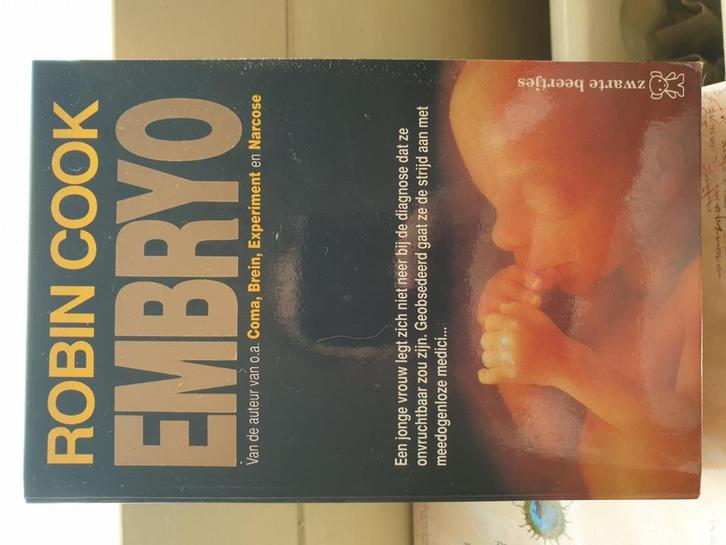 ROBIN COOK
EMBRYO
Van de auteur van o.a. Coma, Brein, Experiment en Narcose
Een jonge vrouw legt zich niet neer bij de diagnose dat ze
onvruchtbaar zou zijn. Geobsedeerd gaat ze de strijd aan met
meedogenloze medici...
zwarte beertjes